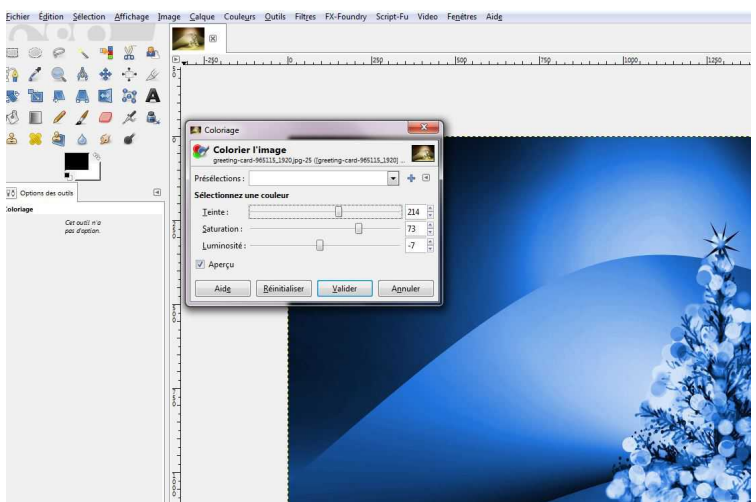 Fichier Édition Sélection Affichage Image Calque Couleurs Outils Filtres FX-Foundry Script-Fu Video Fenêtres Aide
-250 0 250 500 750 1000 1250
Options des outils
Coloriage
Cet outil n'a
pas d'option.
Coloriage
Colorier l'image
greeting-card-965115_1920.jpg-25 ([greeting-card-965115_1920] ...
Présélections :
Sélectionnez une couleur
Teinte : 214
Saturation : 73
Luminosité : -7
Aperçu
Aide Réinitialiser Valider Annuler